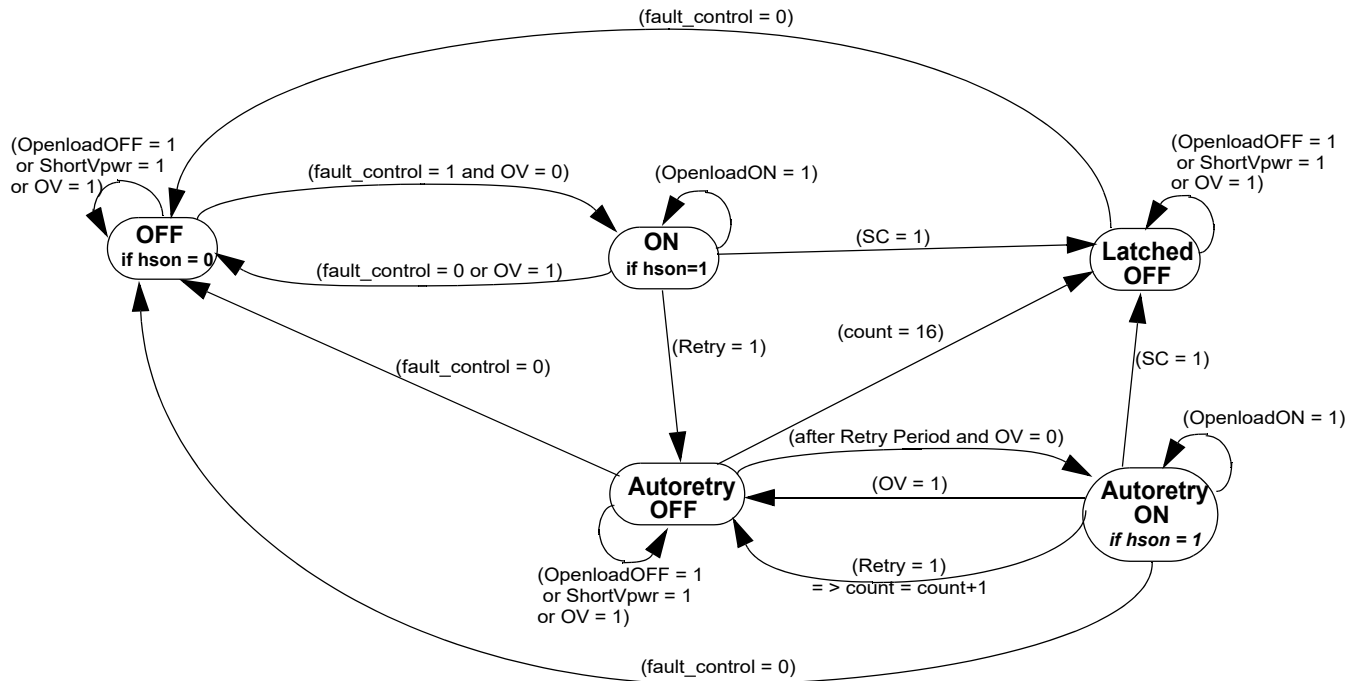 (fault_control = 0)
(OpenloadOFF = 1
or ShortVpwr = 1
or OV = 1)
(fault_control = 1 and OV = 0)
(OpenloadON = 1)
(OpenloadOFF = 1
or ShortVpwr = 1
or OV = 1)
OFF
if hson = 0
ON
if hson=1
(SC = 1)
Latched
OFF
(fault_control = 0 or OV = 1)
(count = 16)
(Retry = 1)
(fault_control = 0)
(SC = 1)
(OpenloadON = 1)
(after Retry Period and OV = 0)
Autoretry
OFF
(OV = 1)
Autoretry
ON
if hson = 1
(Retry = 1)
= > count = count+1
(OpenloadOFF = 1
or ShortVpwr = 1
or OV = 1)
(fault_control = 0)